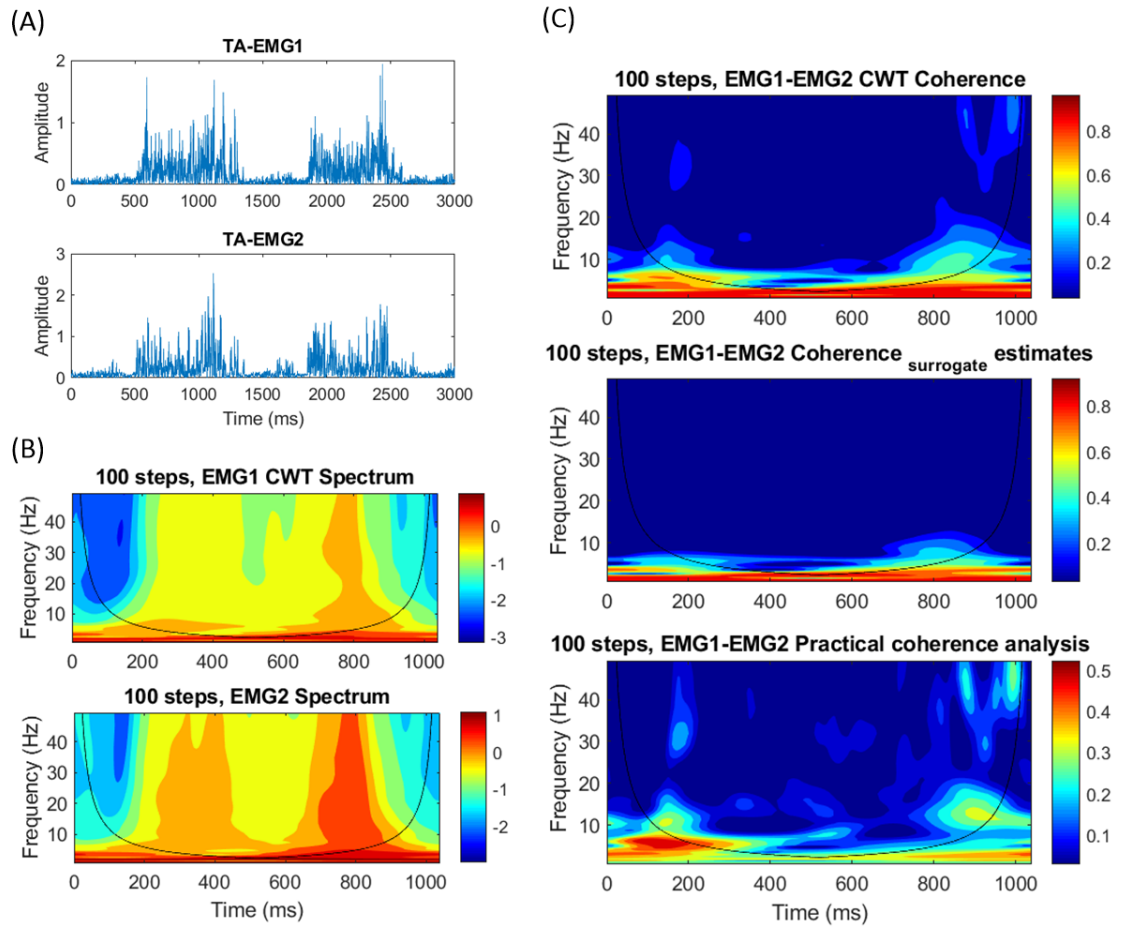 (A)
TA-EMG1
Amplitude
2
1
0
0 500 1000 1500 2000 2500 3000
TA-EMG2
Amplitude
3
2
1
0
0 500 1000 1500 2000 2500 3000
Time (ms)
(B)
100 steps, EMG1 CWT Spectrum
Frequency (Hz)
40
30
20
10
0 200 400 600 800 1000
0
-1
-2
-3
100 steps, EMG2 Spectrum
Frequency (Hz)
40
30
20
10
0 200 400 600 800 1000
Time (ms)
1
0
-1
-2
(C)
100 steps, EMG1-EMG2 CWT Coherence
Frequency (Hz)
40
30
20
10
0 200 400 600 800 1000
0.8
0.6
0.4
0.2
100 steps, EMG1-EMG2 Coherence surrogate estimates
Frequency (Hz)
40
30
20
10
0 200 400 600 800 1000
0.8
0.6
0.4
0.2
100 steps, EMG1-EMG2 Practical coherence analysis
Frequency (Hz)
40
30
20
10
0 200 400 600 800 1000
Time (ms)
0.5
0.4
0.3
0.2
0.1